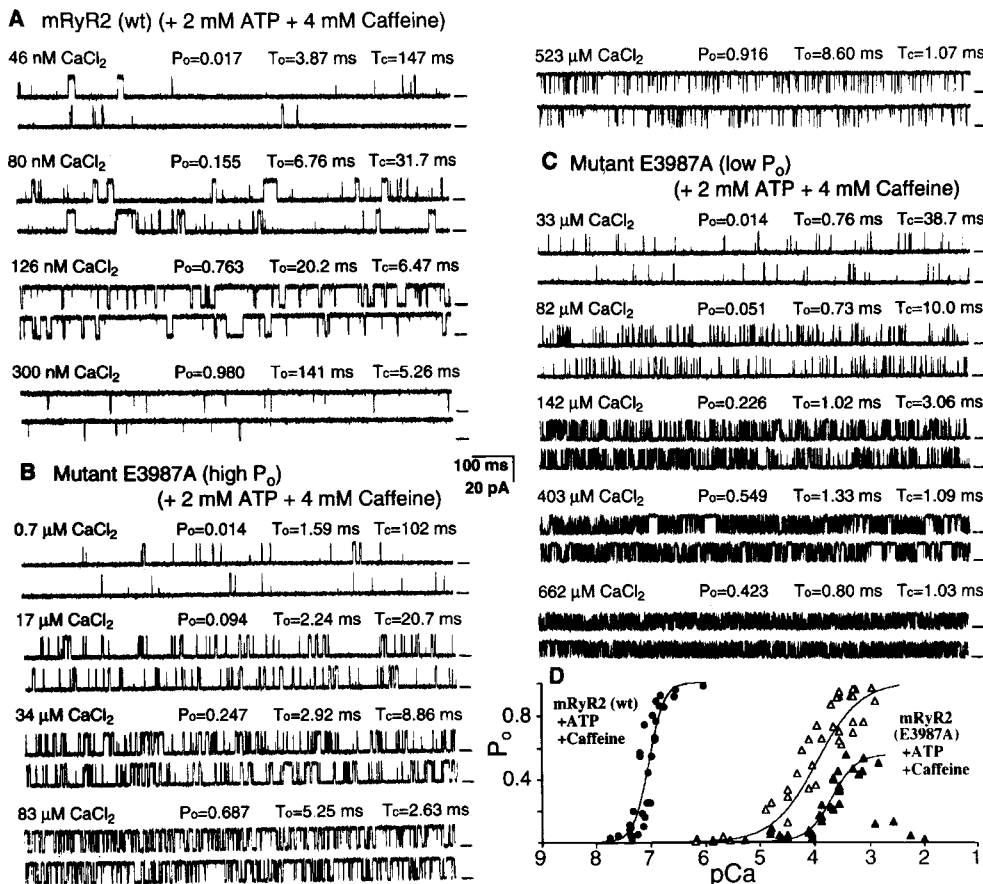 A mRyR2 (wt) (+ 2 mM ATP + 4 mM Caffeine)
46 nM CaCl₂ Po=0.017 To=3.87 ms Tc=147 ms
80 nM CaCl₂ Po=0.155 To=6.76 ms Tc=31.7 ms
126 nM CaCl₂ Po=0.763 To=20.2 ms Tc=6.47 ms
300 nM CaCl₂ Po=0.980 To=141 ms Tc=5.26 ms
B Mutant E3987A (high Po)
(+ 2 mM ATP + 4 mM Caffeine)
100 ms
20 pA
0.7 µM CaCl₂ Po=0.014 To=1.59 ms Tc=102 ms
17 µM CaCl₂ Po=0.094 To=2.24 ms Tc=20.7 ms
34 µM CaCl₂ Po=0.247 To=2.92 ms Tc=8.86 ms
83 µM CaCl₂ Po=0.687 To=5.25 ms Tc=2.63 ms
523 µM CaCl₂ Po=0.916 To=8.60 ms Tc=1.07 ms
C Mutant E3987A (low Po)
(+ 2 mM ATP + 4 mM Caffeine)
33 µM CaCl₂ Po=0.014 To=0.76 ms Tc=38.7 ms
82 µM CaCl₂ Po=0.051 To=0.73 ms Tc=10.0 ms
142 µM CaCl₂ Po=0.226 To=1.02 ms Tc=3.06 ms
403 µM CaCl₂ Po=0.549 To=1.33 ms Tc=1.09 ms
662 µM CaCl₂ Po=0.423 To=0.80 ms Tc=1.03 ms
D
mRyR2 (wt)
+ATP
+Caffeine
mRyR2
(E3987A)
+ATP
+Caffeine
Po
0.8
0.4
0
9 8 7 6 5 4 3 2 1
pCa